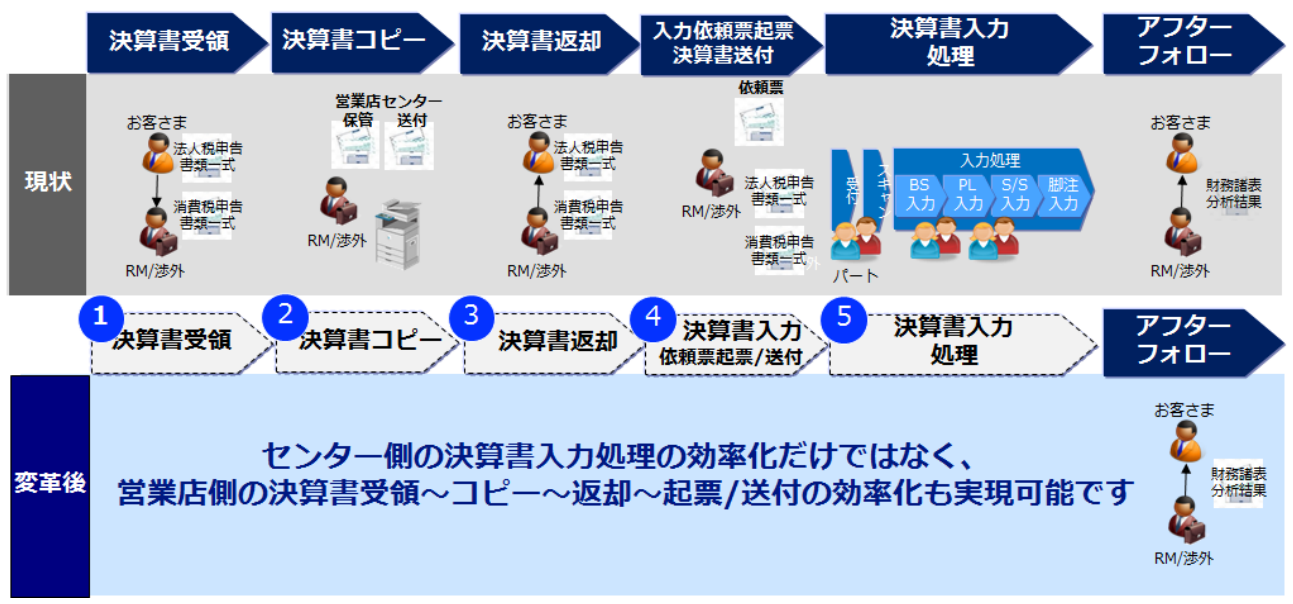 決算書受領
決算書コピー
決算書返却
入力依頼票起票
決算書送付
決算書入力
処理
アフター
フォロー
現状
お客さま
法人税申告
書類一式
消費税申告
書類一式
RM/渉外
営業店
保管
センター
送付
RM/渉外
お客さま
法人税申告
書類一式
消費税申告
書類一式
RM/渉外
依頼票
RM/渉外
法人税申告
書類一式
消費税申告
書類一式
受付
スキャン
入力処理
BS
入力
PL
入力
S/S
入力
脚注
入力
パート
お客さま
財務諸表
分析結果
RM/渉外
1
決算書受領
2
決算書コピー
3
決算書返却
4
決算書入力
依頼票起票/送付
5
決算書入力
処理
アフター
フォロー
変革後
センター側の決算書入力処理の効率化だけではなく、
営業店側の決算書受領～コピー～返却～起票/送付の効率化も実現可能です
お客さま
財務諸表
分析結果
RM/渉外